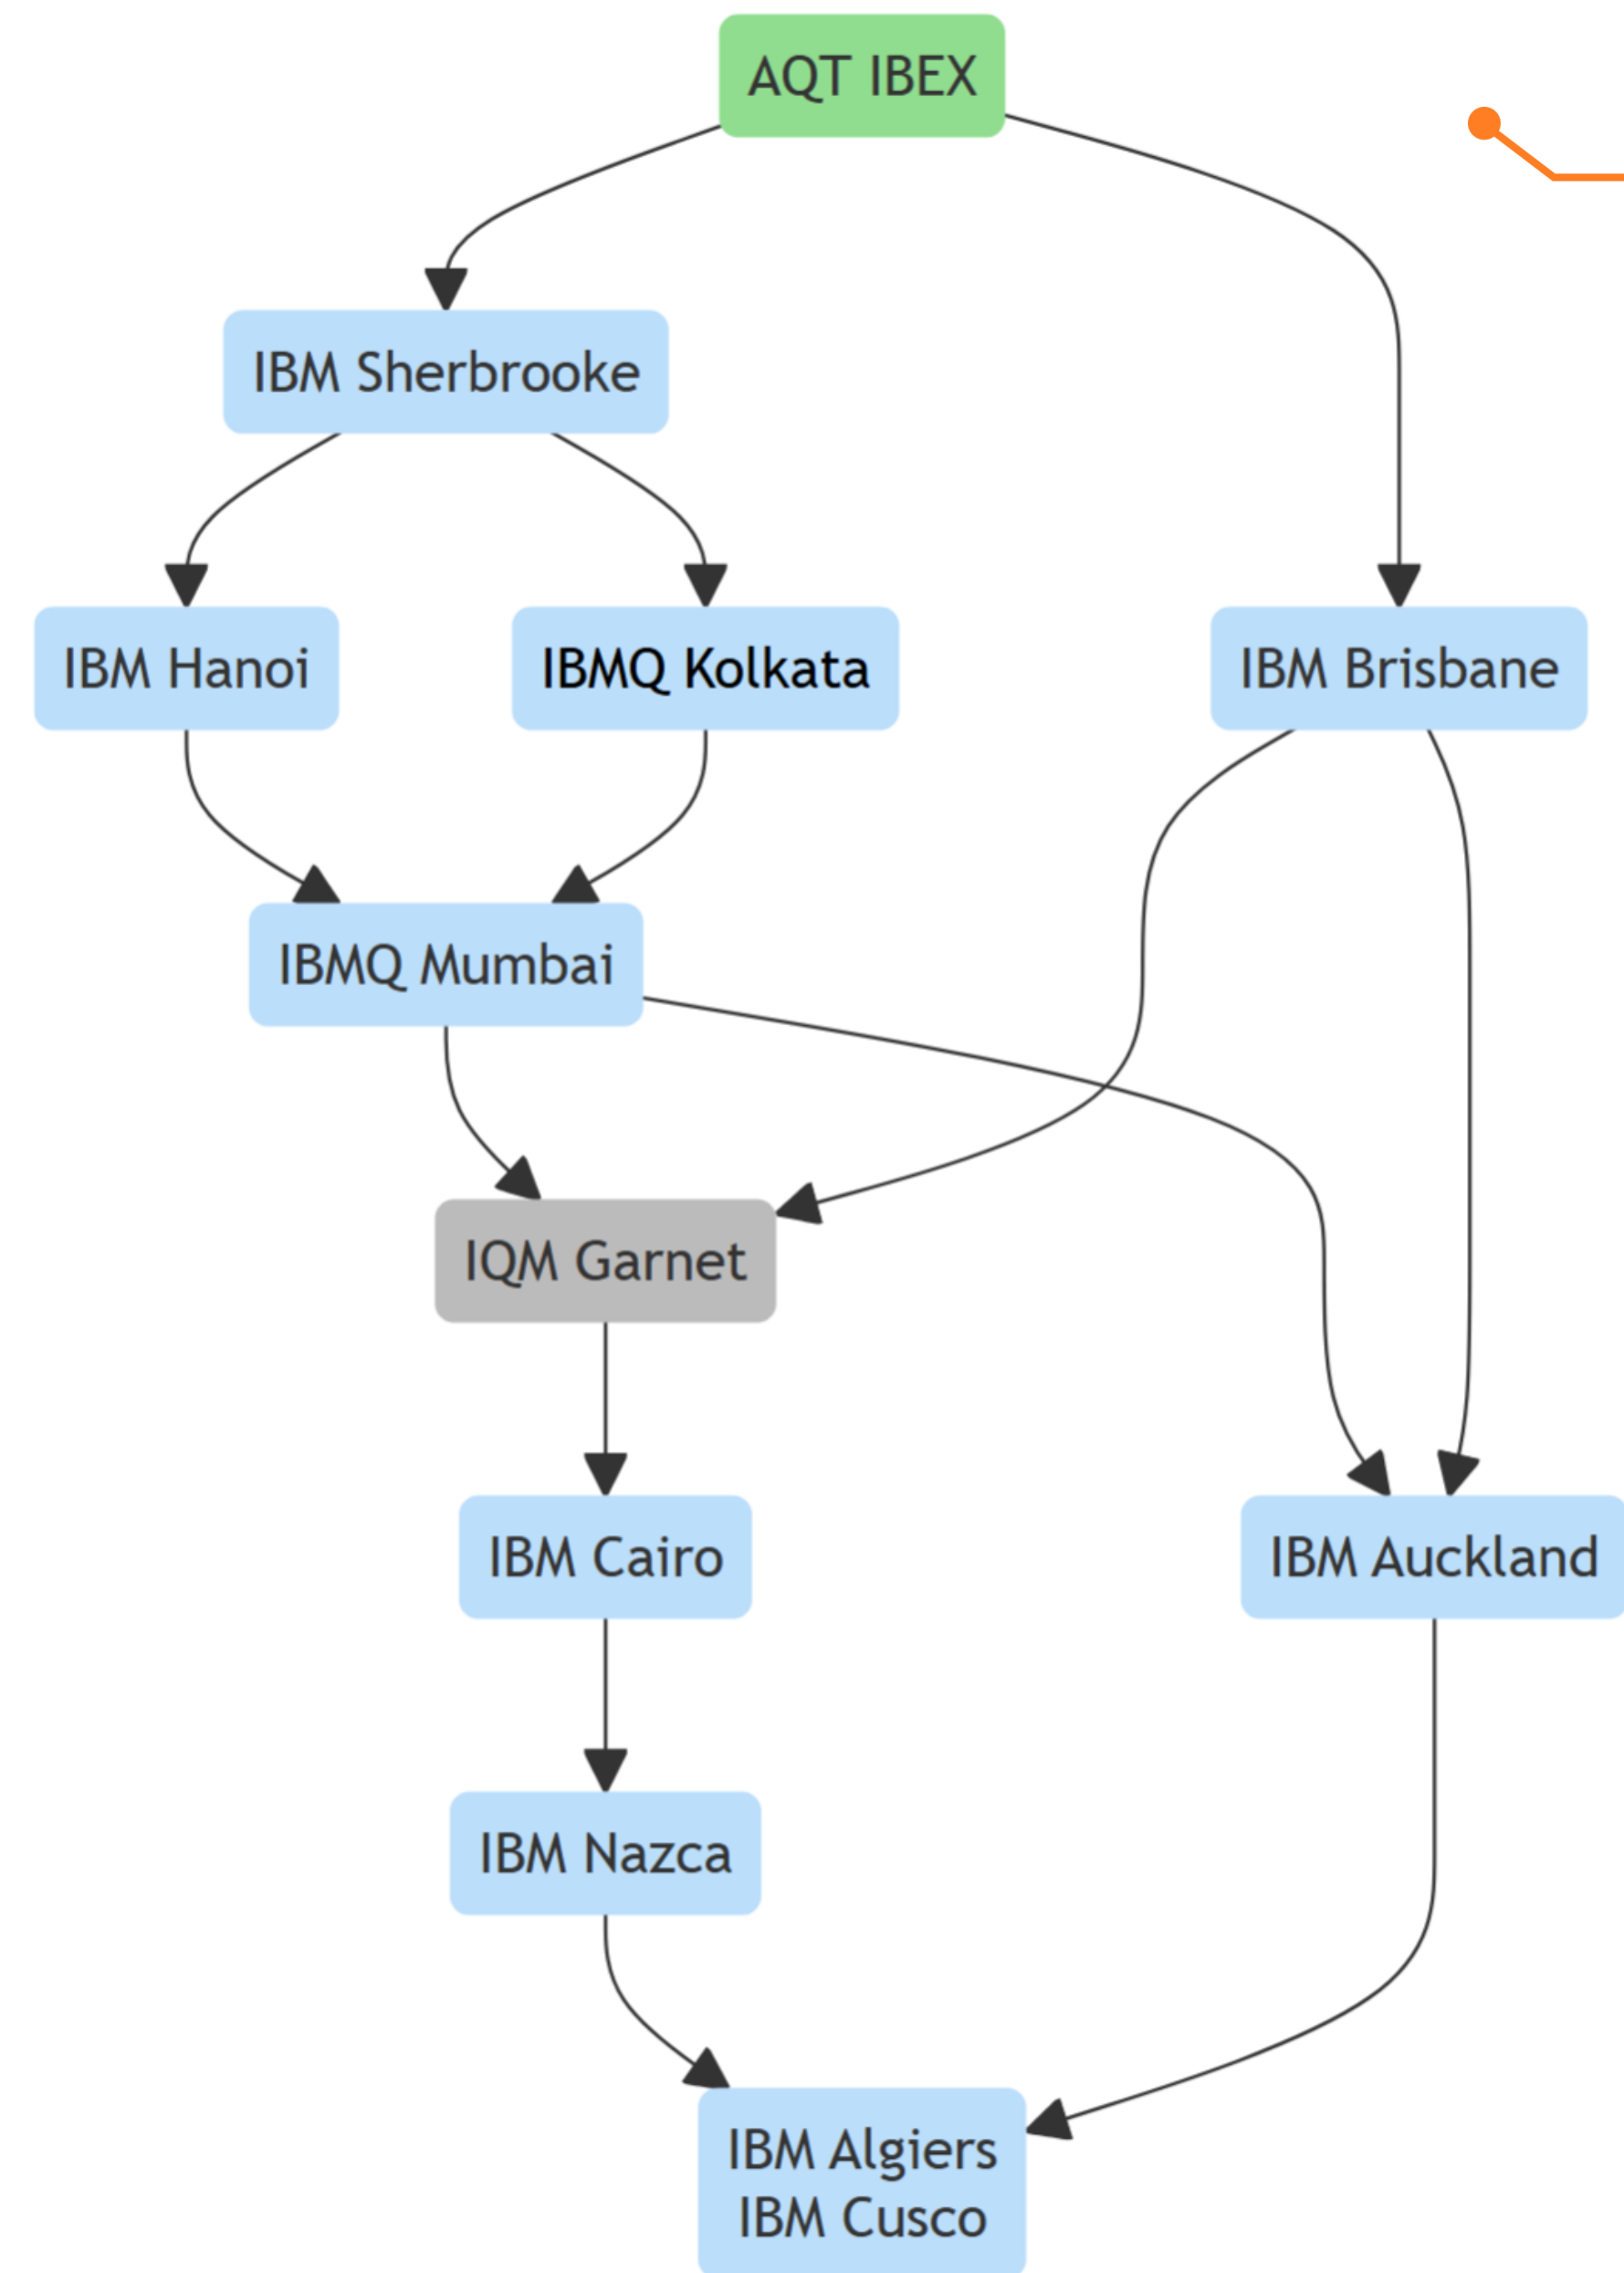 AQT IBEX
IBM Sherbrooke
IBM Hanoi
IBMQ Kolkata
IBM Brisbane
IBMQ Mumbai
IQM Garnet
IBM Cairo
IBM Auckland
IBM Nazca
IBM Algiers
IBM Cusco